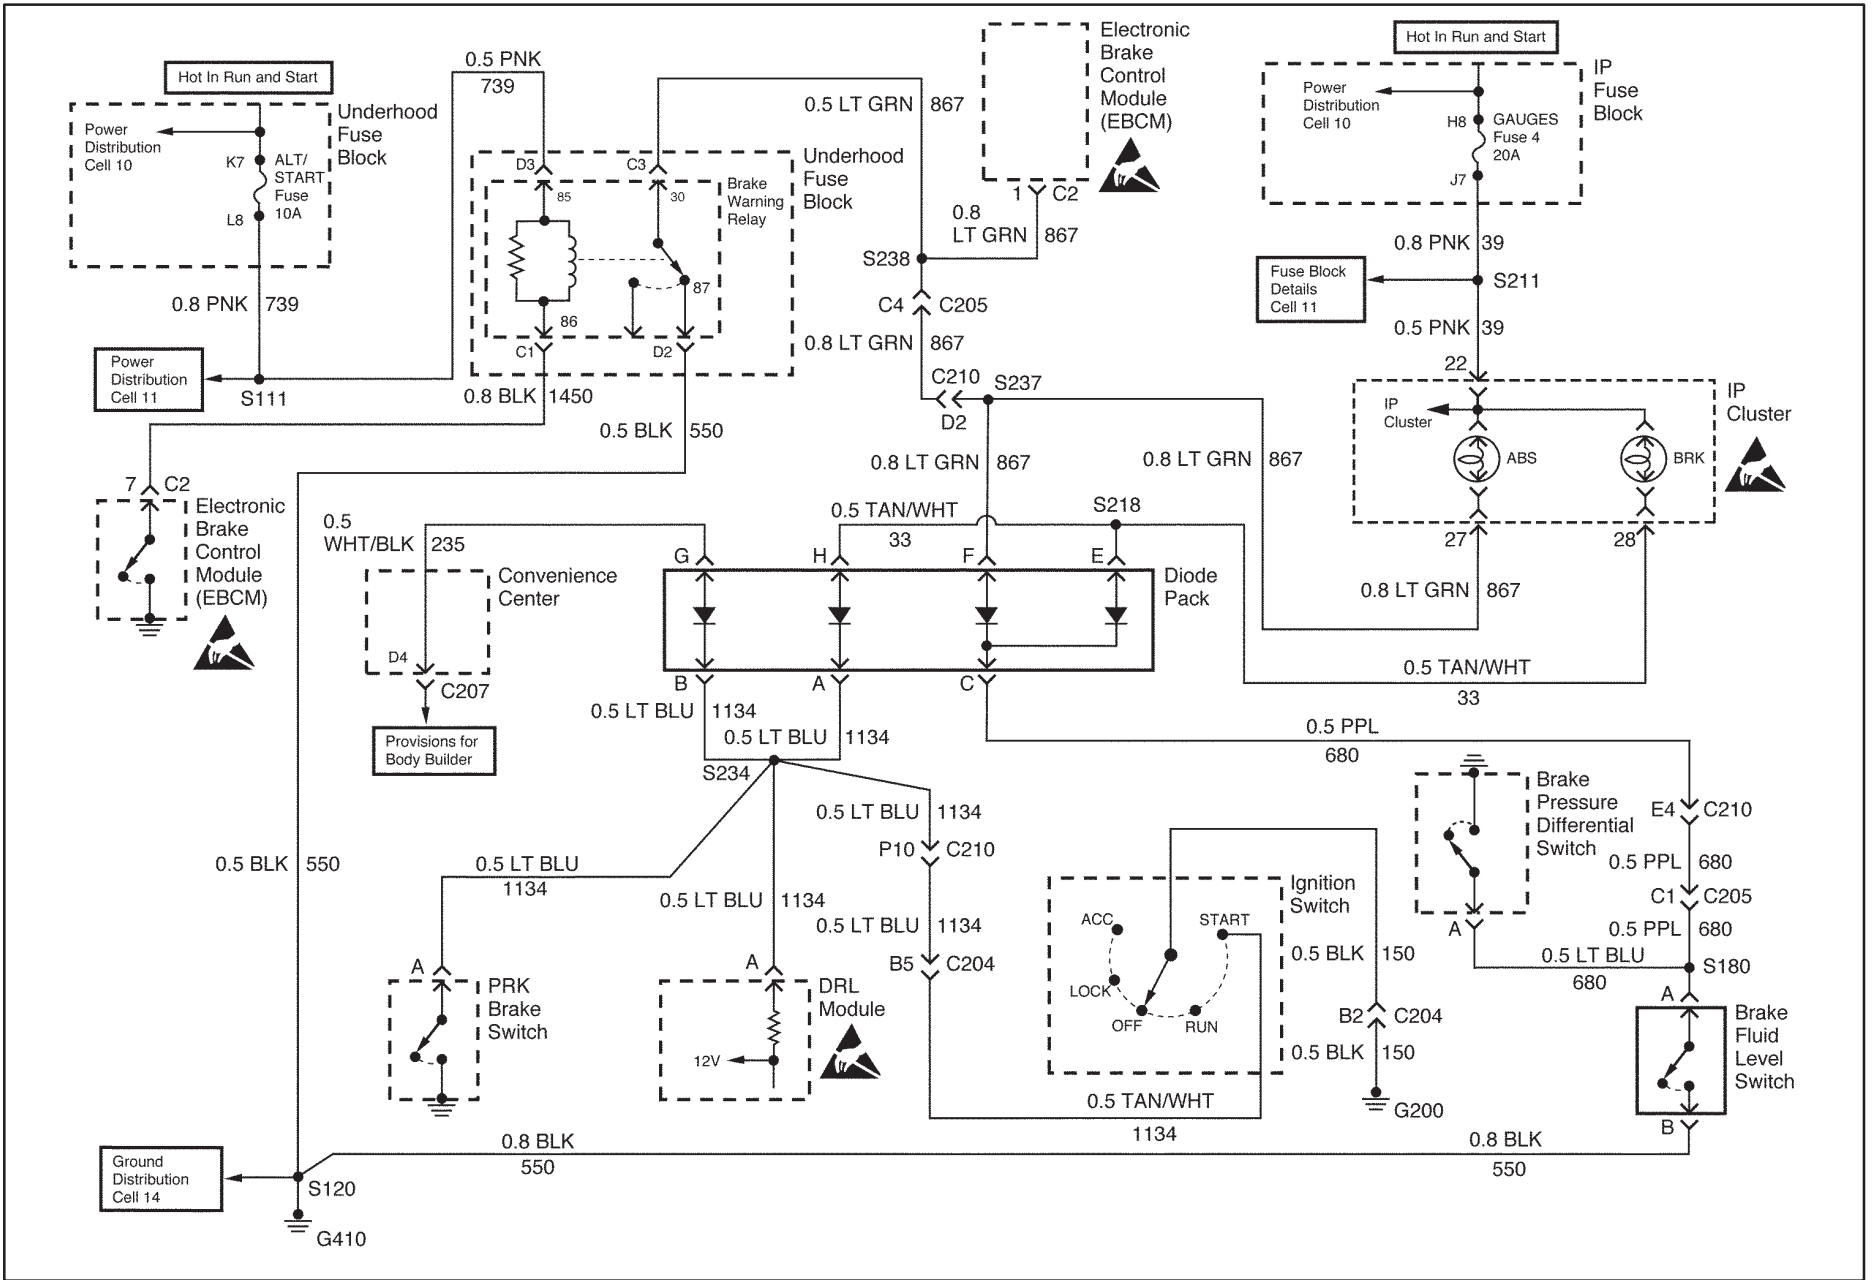 Hot In Run and Start
Underhood
Fuse
Block
Power
Distribution
Cell 10
K7
ALT/
START
Fuse
10A
L8
0.8 PNK
739
Power
Distribution
Cell 11
S111
0.5 PNK
739
D3
C3
Underhood
Fuse
Block
85
30
Brake
Warning
Relay
87
86
C1
D2
0.8 BLK
1450
0.5 BLK
550
0.5 LT GRN
867
Electronic
Brake
Control
Module
(EBCM)
1
C2
0.8
LT GRN
867
S238
C4
C205
0.8 LT GRN
867
C210
D2
S237
Hot In Run and Start
IP
Fuse
Block
Power
Distribution
Cell 10
H8
GAUGES
Fuse 4
20A
J7
0.8 PNK
39
Fuse Block
Details
Cell 11
S211
0.5 PNK
39
22
IP
Cluster
IP
Cluster
ABS
BRK
27
28
7
C2
Electronic
Brake
Control
Module
(EBCM)
0.5
WHT/BLK
235
Convenience
Center
D4
C207
Provisions for
Body Builder
0.8 LT GRN
867
0.8 LT GRN
867
0.5 TAN/WHT
33
S218
G
H
F
E
Diode
Pack
B
A
C
0.8 LT GRN
867
0.5 TAN/WHT
33
0.5 LT BLU
1134
0.5 LT BLU
1134
S234
0.5 PPL
680
0.5 LT BLU
1134
P10
C210
0.5 LT BLU
1134
0.5 LT BLU
1134
0.5 LT BLU
1134
B5
C204
0.5 BLK
550
A
PRK
Brake
Switch
A
DRL
Module
12V
Ignition
Switch
ACC
START
LOCK
OFF
RUN
0.5 BLK
150
B2
C204
0.5 BLK
150
G200
0.5 TAN/WHT
1134
Brake
Pressure
Differential
Switch
A
E4
C210
0.5 PPL
680
C1
C205
0.5 PPL
680
0.5 LT BLU
680
S180
A
Brake
Fluid
Level
Switch
B
0.8 BLK
550
0.8 BLK
550
Ground
Distribution
Cell 14
S120
G410